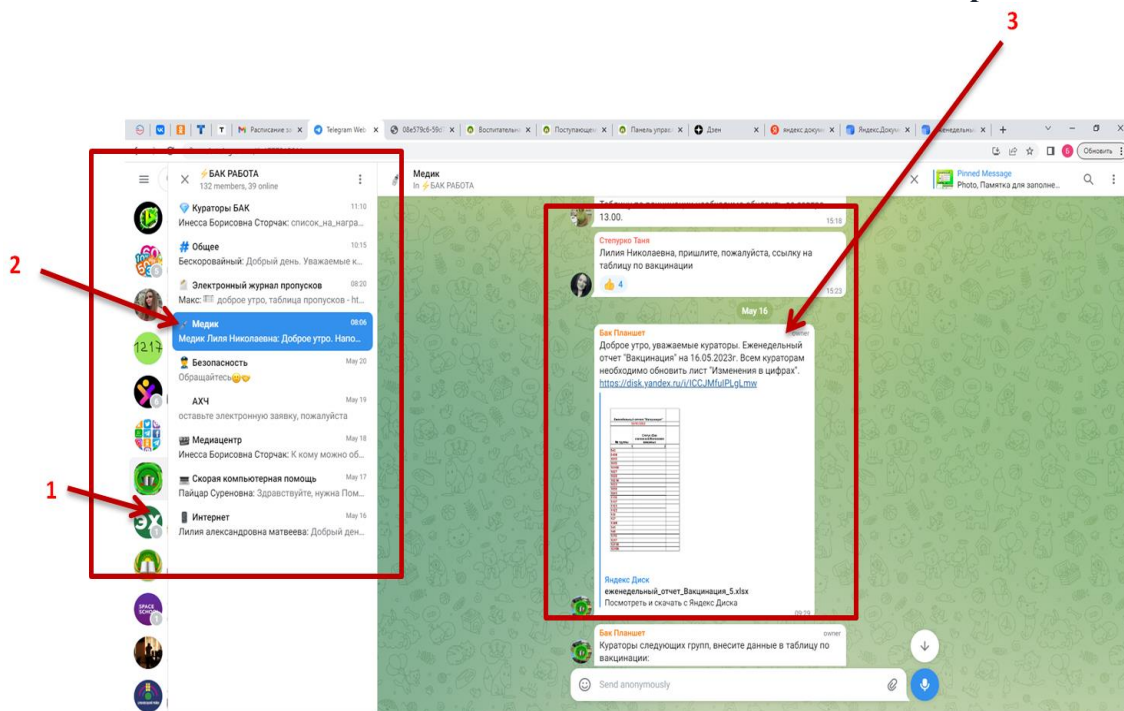 3
Расписание за
Telegram Web
08e579c6-59c
Воспитательн
Поступающе
Панель управ
Дзен
яндекс докум
Яндекс.Докум
еженедельны
Обновить
⚡БАК РАБОТА
132 members, 39 online
Медик
In ⚡БАК РАБОТА
Pinned Message
Photo, Памятка для заполне...
💎 Кураторы БАК 11:10
Инесса Борисовна Сторчак: список_на_награ...
# Общее 10:15
Бескоровайный: Добрый день. Уважаемые к...
Электронный журнал пропусков 08:20
Макс: доброе утро, таблица пропусков - ht...
2
Медик 08:06
Медик Лиля Николаевна: Доброе утро. Напо...
Безопасность May 20
Обращайтесь
АХЧ May 19
оставьте электронную заявку, пожалуйста
Медиацентр May 18
Инесса Борисовна Сторчак: К кому можно об...
Скорая компьютерная помощь May 17
Пайцар Суреновна: Здравствуйте, нужна Пом...
1
Интернет May 16
Лилия александровна матвеева: Добрый ден...
1217
ЭХ
SPACE
13.00.
15:18
Степурко Таня
Лилия Николаевна, пришлите, пожалуйста, ссылку на
таблицу по вакцинации
👍 4
15:23
May 16
Бак Планшет owner
Доброе утро, уважаемые кураторы. Еженедельный
отчет "Вакцинация" на 16.05.2023г. Всем кураторам
необходимо обновить лист "Изменения в цифрах".
https://disk.yandex.ru/i/ICCJMfulPLgLmw
Яндекс Диск
еженедельный_отчет_Вакцинация_5.xlsx
Посмотреть и скачать с Яндекс Диска
09:29
Бак Планшет owner
Кураторы следующих групп, внесите данные в таблицу по
вакцинации:
Send anonymously